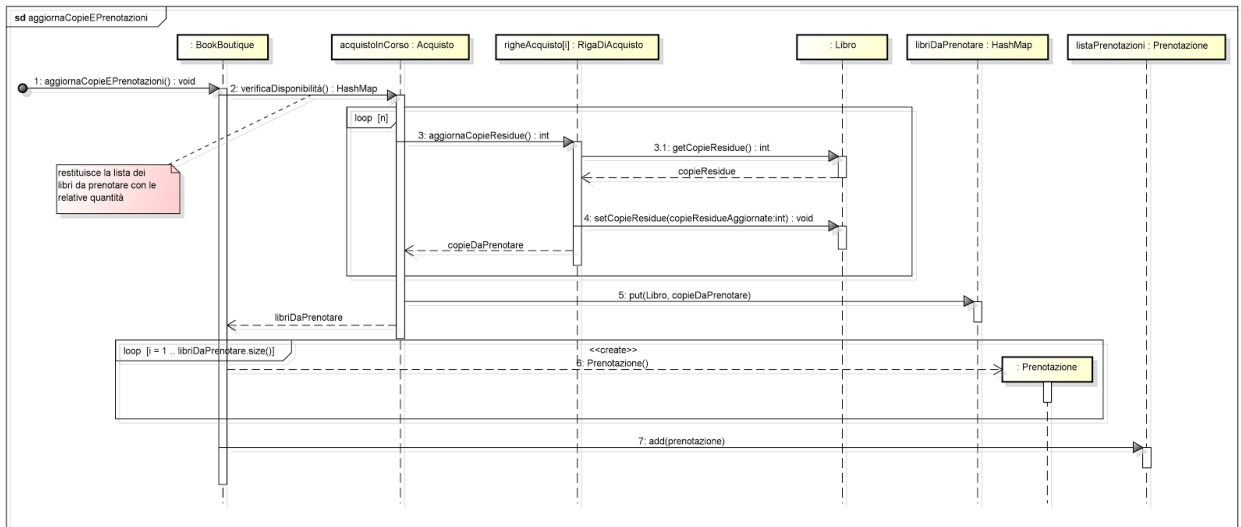 sd aggiornaCopieEPrenotazioni
: BookBoutique
acquistoInCorso : Acquisto
righeAcquisto[i] : RigaDiAcquisto
: Libro
libriDaPrenotare : HashMap
listaPrenotazioni : Prenotazione
1: aggiornaCopieEPrenotazioni() : void
2: verificaDisponibilità() : HashMap
loop [n]
3: aggiornaCopieResidue() : int
3.1: getCopieResidue() : int
copieResidue
restituisce la lista dei
libri da prenotare con le
relative quantità
4: setCopieResidue(copieResidueAggiornate:int) : void
copieDaPrenotare
5: put(Libro, copieDaPrenotare)
libriDaPrenotare
loop [i = 1 .. libriDaPrenotare.size()]
<<create>>
6: Prenotazione()
: Prenotazione
7: add(prenotazione)